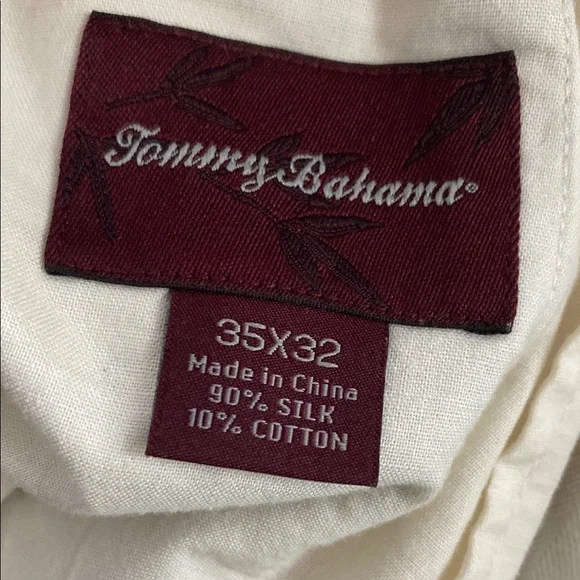 Tommy Bahama®
35X32
Made in China
90% SILK
10% COTTON